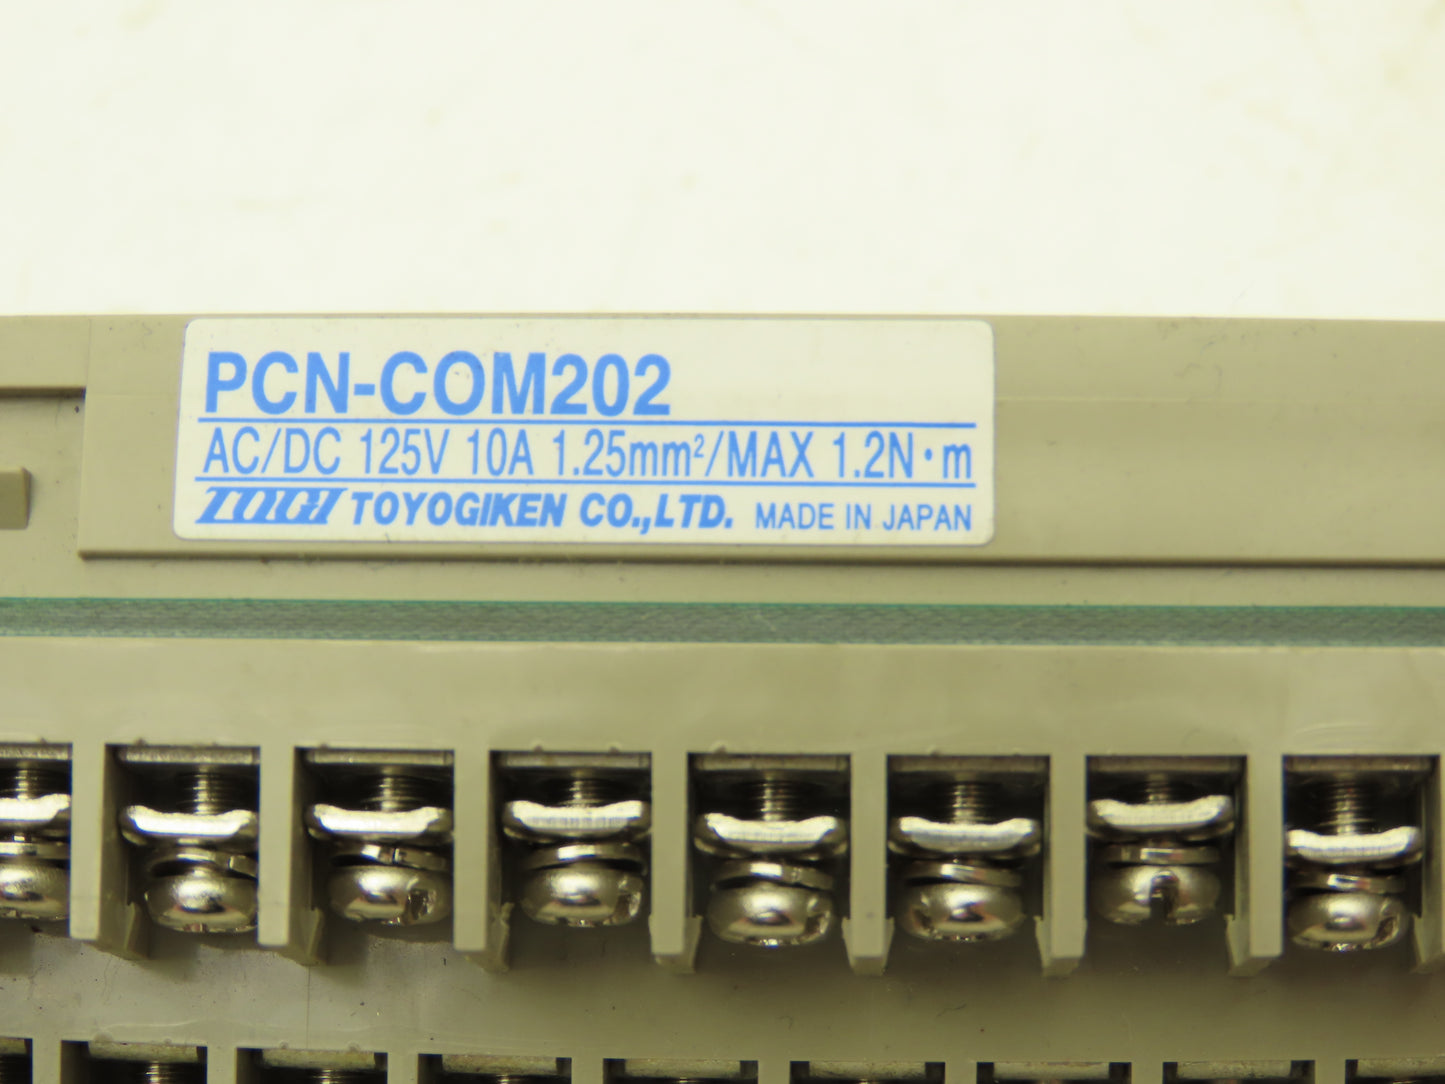 PCN-COM202
AC/DC 125V 10A 1.25mm²/MAX 1.2N·m
TOGI TOYOGIKEN CO.,LTD. MADE IN JAPAN